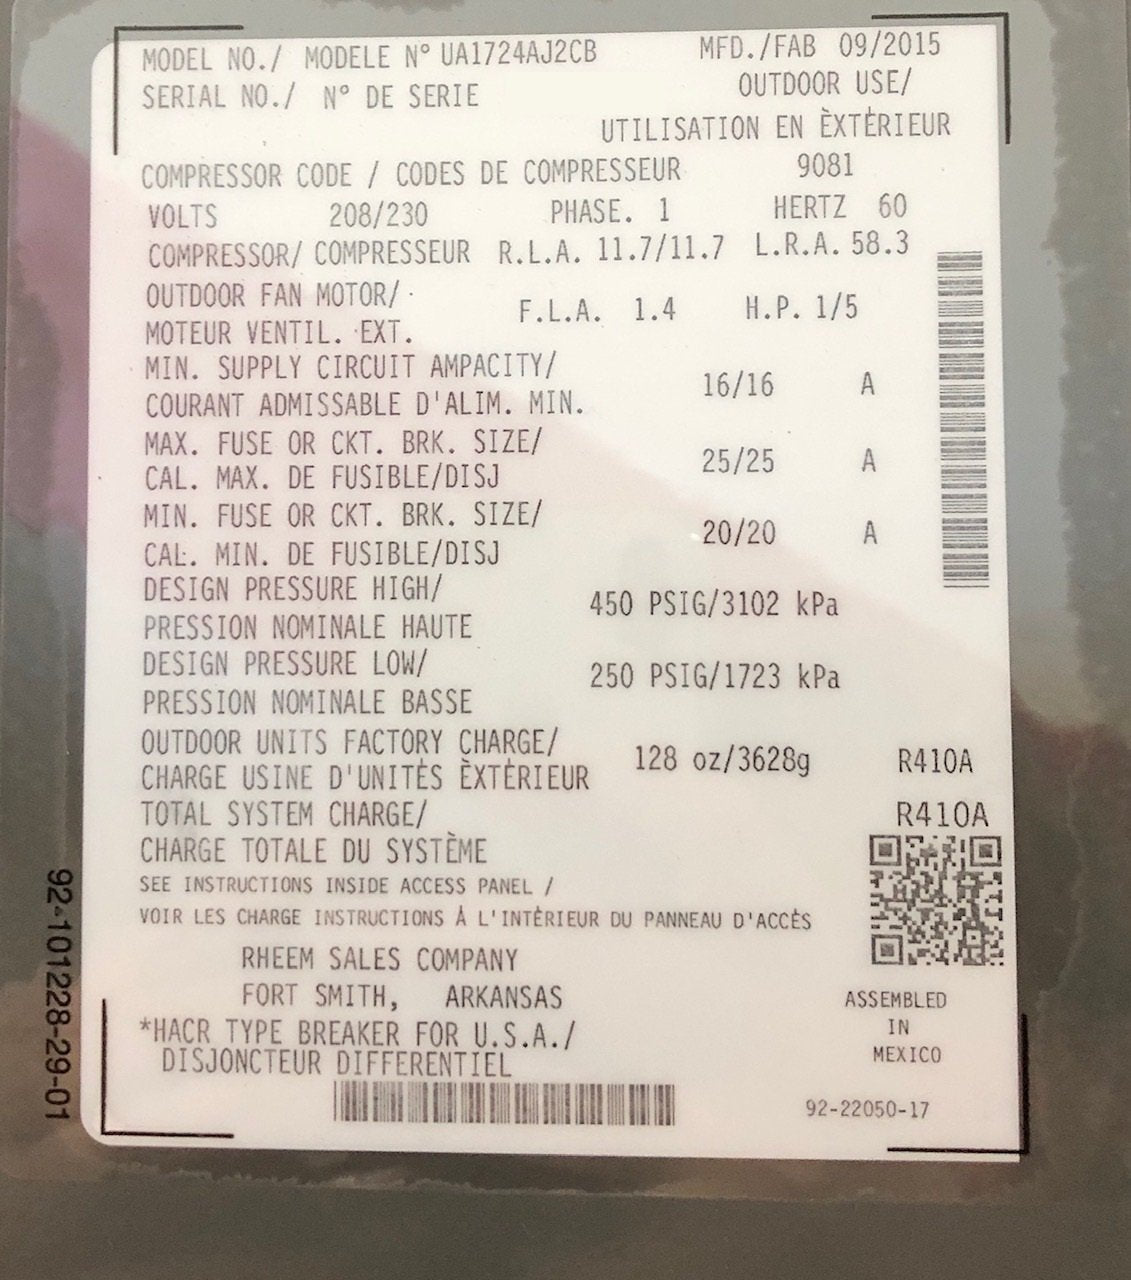 MODEL NO./ MODELE N° UA1724AJ2CB MFD./FAB 09/2015
SERIAL NO./ N° DE SERIE OUTDOOR USE/
UTILISATION EN ÈXTÉRIEUR
COMPRESSOR CODE / CODES DE COMPRESSEUR 9081
VOLTS 208/230 PHASE. 1 HERTZ 60
COMPRESSOR/ COMPRESSEUR R.L.A. 11.7/11.7 L.R.A. 58.3
OUTDOOR FAN MOTOR/
MOTEUR VENTIL. EXT. F.L.A. 1.4 H.P. 1/5
MIN. SUPPLY CIRCUIT AMPACITY/
COURANT ADMISSABLE D'ALIM. MIN. 16/16 A
MAX. FUSE OR CKT. BRK. SIZE/
CAL. MAX. DE FUSIBLE/DISJ 25/25 A
MIN. FUSE OR CKT. BRK. SIZE/
CAL. MIN. DE FUSIBLE/DISJ 20/20 A
DESIGN PRESSURE HIGH/
PRESSION NOMINALE HAUTE 450 PSIG/3102 kPa
DESIGN PRESSURE LOW/
PRESSION NOMINALE BASSE 250 PSIG/1723 kPa
OUTDOOR UNITS FACTORY CHARGE/
CHARGE USINE D'UNITÉS ÈXTÉRIEUR 128 oz/3628g R410A
TOTAL SYSTEM CHARGE/ R410A
CHARGE TOTALE DU SYSTÈME
SEE INSTRUCTIONS INSIDE ACCESS PANEL /
VOIR LES CHARGE INSTRUCTIONS À L'INTÉRIEUR DU PANNEAU D'ACCÈS
RHEEM SALES COMPANY
FORT SMITH, ARKANSAS
*HACR TYPE BREAKER FOR U.S.A./
DISJONCTEUR DIFFERENTIEL
ASSEMBLED
IN
MEXICO
92-22050-17
92-101228-29-01